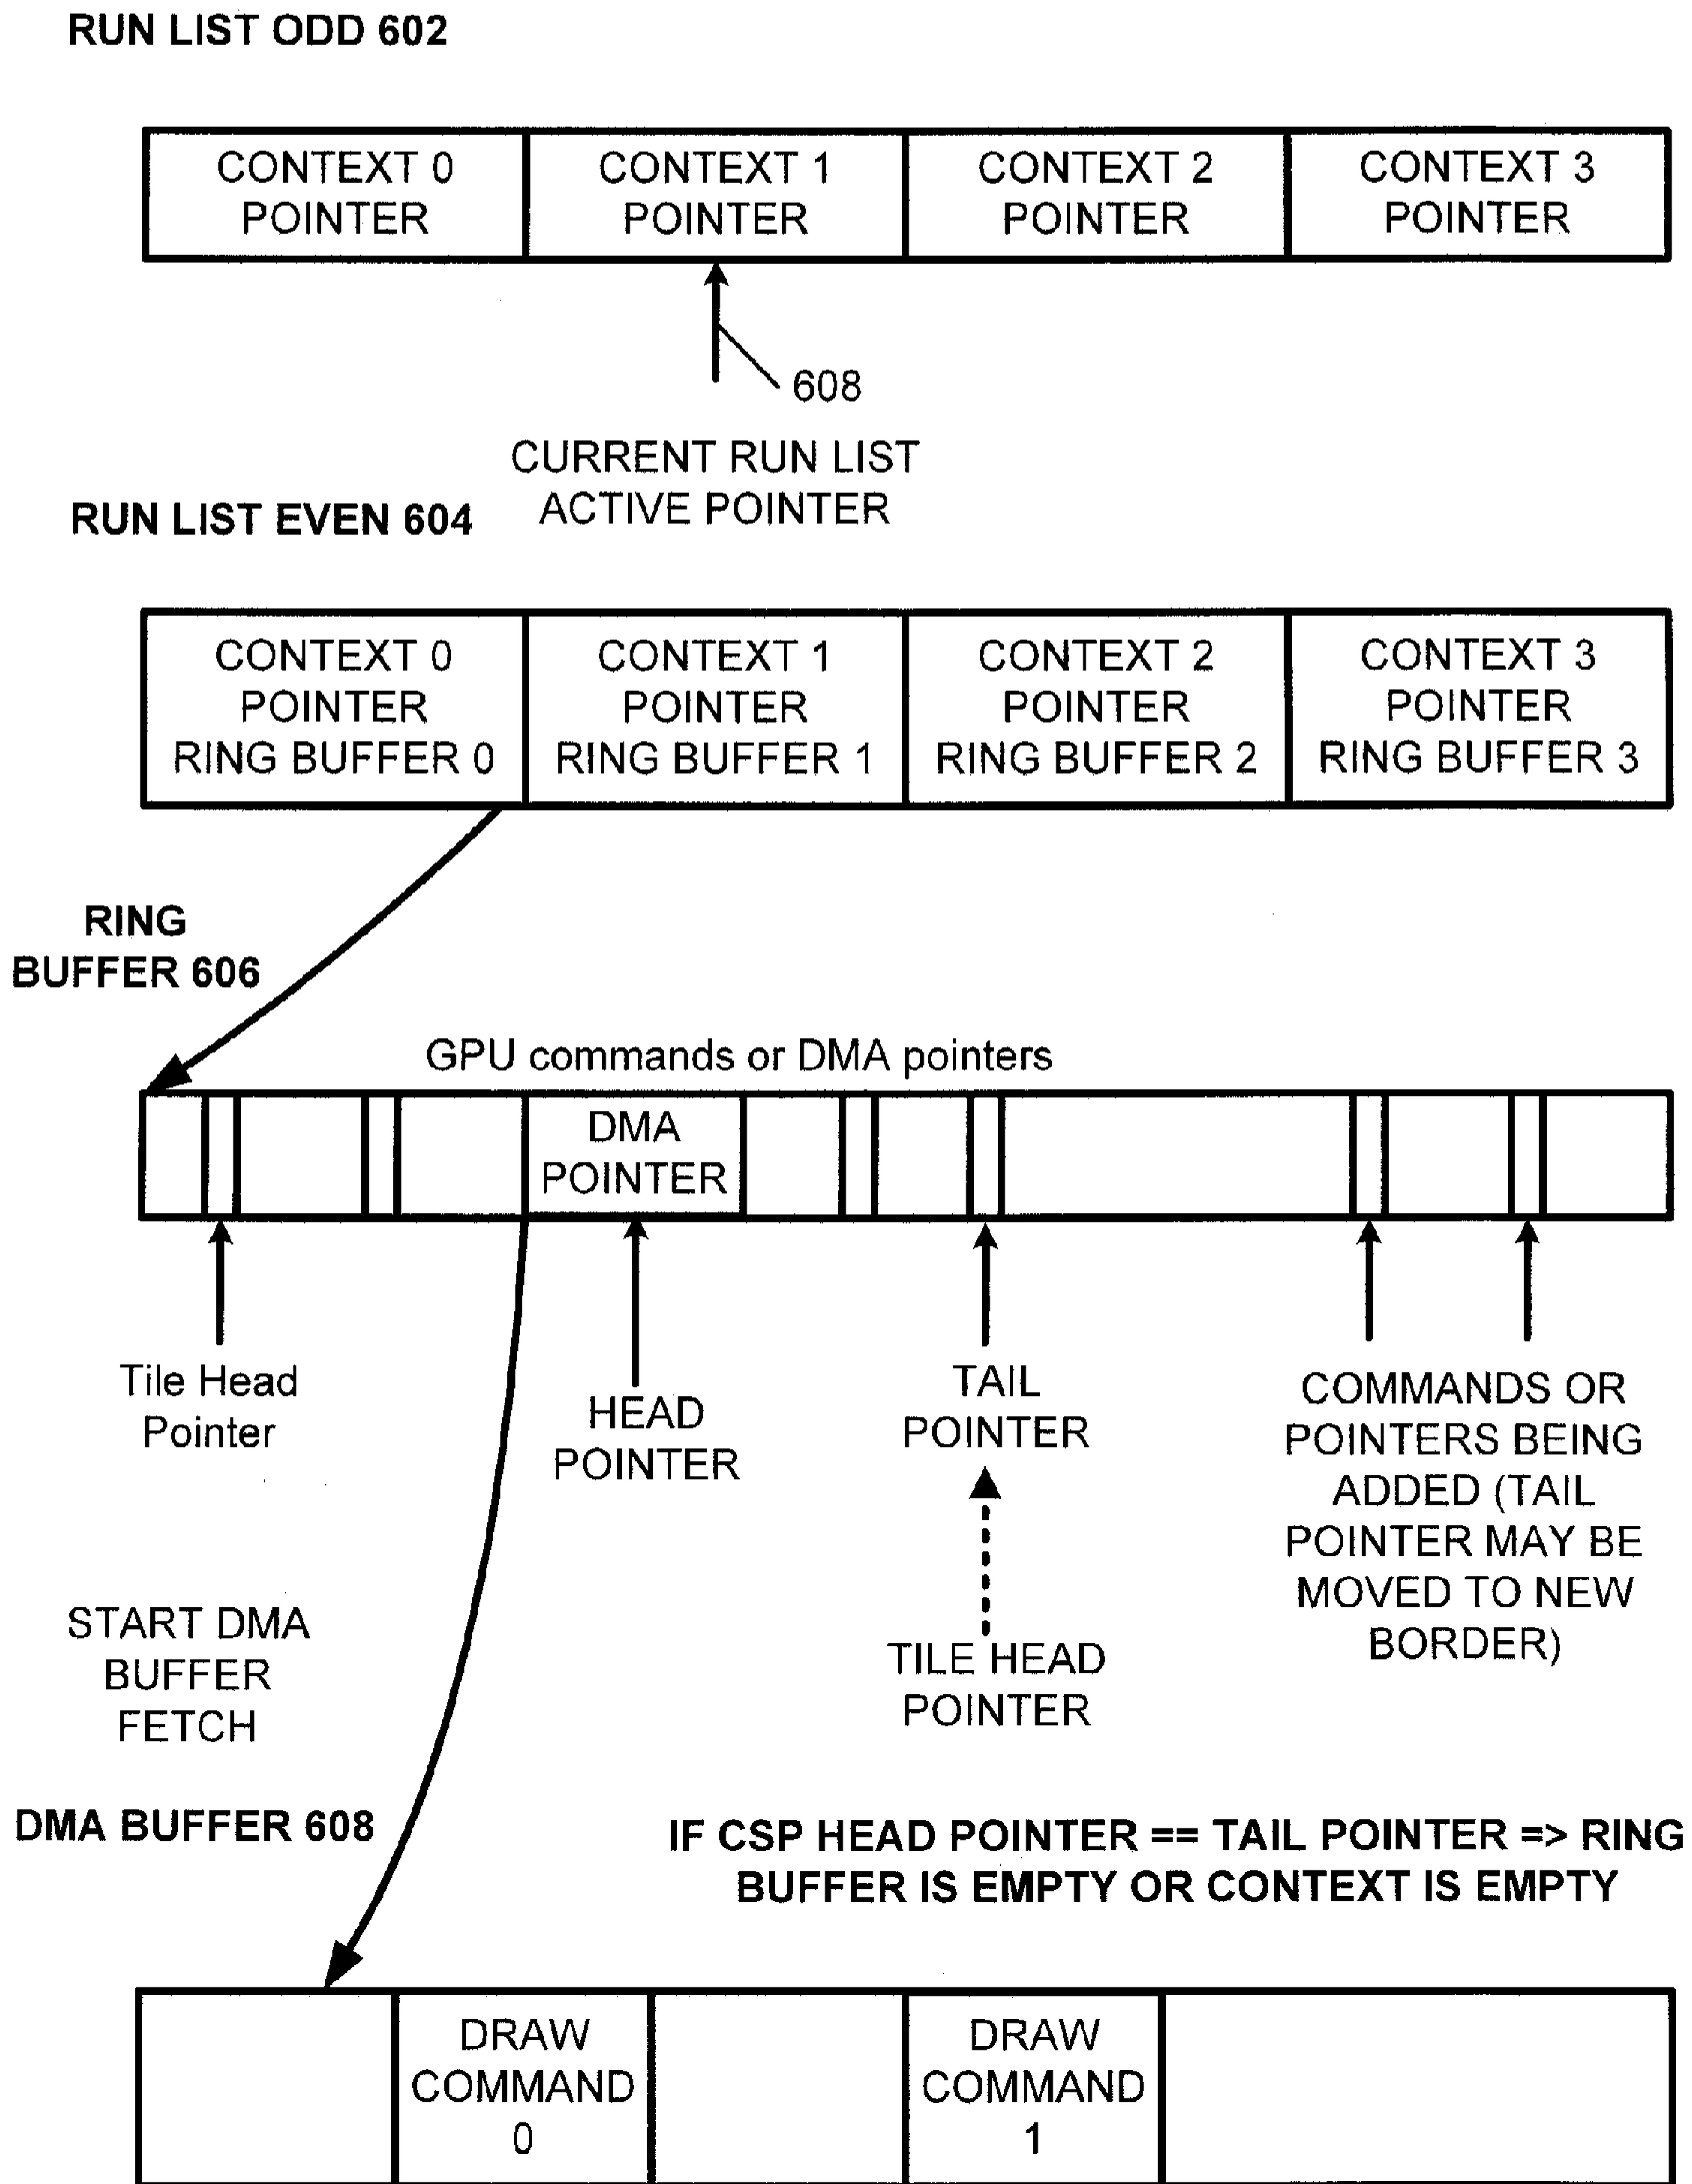 RUN LIST ODD 602
CONTEXT 0
POINTER
CONTEXT 1
POINTER
CONTEXT 2
POINTER
CONTEXT 3
POINTER
608
CURRENT RUN LIST
ACTIVE POINTER
RUN LIST EVEN 604
CONTEXT 0
POINTER
RING BUFFER 0
CONTEXT 1
POINTER
RING BUFFER 1
CONTEXT 2
POINTER
RING BUFFER 2
CONTEXT 3
POINTER
RING BUFFER 3
RING
BUFFER 606
GPU commands or DMA pointers
DMA
POINTER
Tile Head
Pointer
HEAD
POINTER
TAIL
POINTER
TILE HEAD
POINTER
COMMANDS OR
POINTERS BEING
ADDED (TAIL
POINTER MAY BE
MOVED TO NEW
BORDER)
START DMA
BUFFER
FETCH
DMA BUFFER 608
IF CSP HEAD POINTER == TAIL POINTER => RING
BUFFER IS EMPTY OR CONTEXT IS EMPTY
DRAW
COMMAND
0
DRAW
COMMAND
1